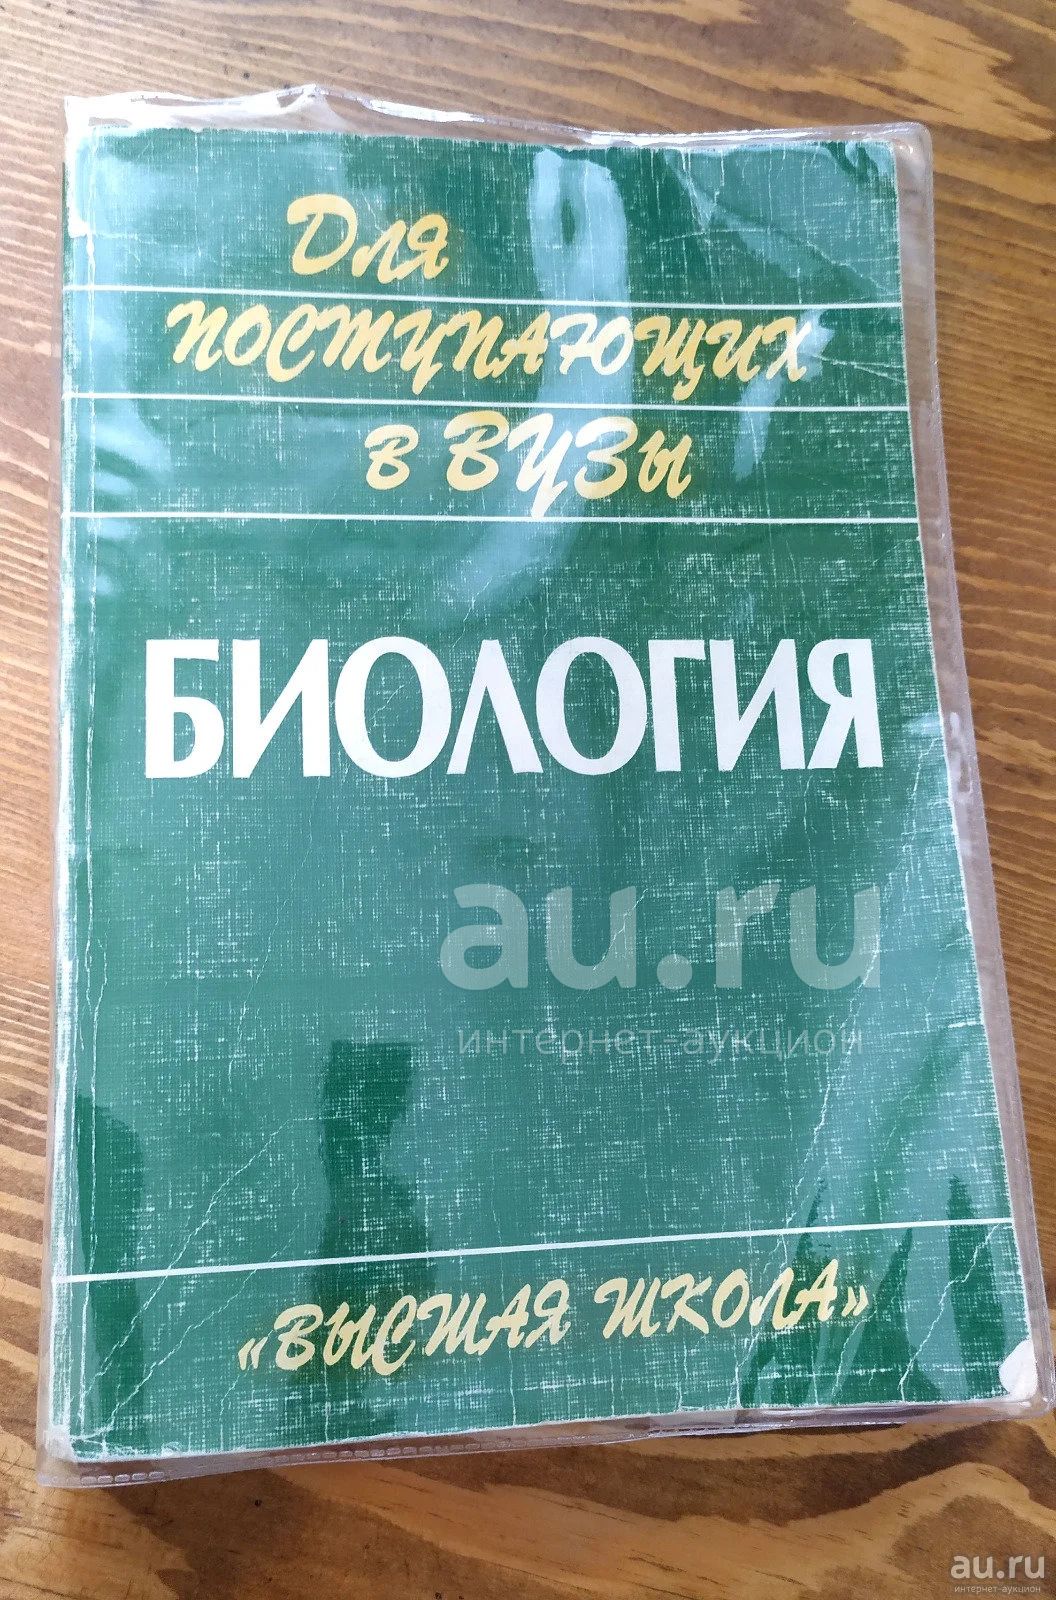 Для
поступающих
в ВУЗы
БИОЛОГИЯ
au.ru
интернет-аукцион
«ВЫСШАЯ ШКОЛА»
au.ru
интернет-аукцион